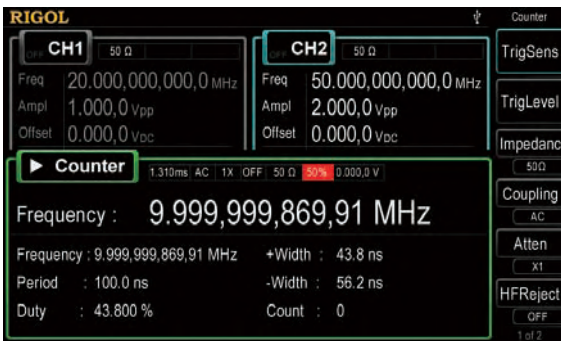 RIGOL Counter
OFF CH1 50 Ω
OFF CH2 50 Ω
TrigSens
Freq 20.000,000,000,0 MHz
Freq 50.000,000,000,0 MHz
Ampl 1.000,0 Vpp
Ampl 2.000,0 Vpp
TrigLevel
Offset 0.000,0 VDC
Offset 0.000,0 VDC
Impedanc
50Ω
Counter 1.310ms AC 1X OFF 50 Ω 50% 0.000,0 V
Coupling
AC
Frequency : 9.999,999,869,91 MHz
Atten
X1
Frequency : 9.999,999,869,91 MHz +Width : 43.8 ns
Period : 100.0 ns -Width : 56.2 ns
HFReject
OFF
Duty : 43.800 % Count : 0
1 of 2